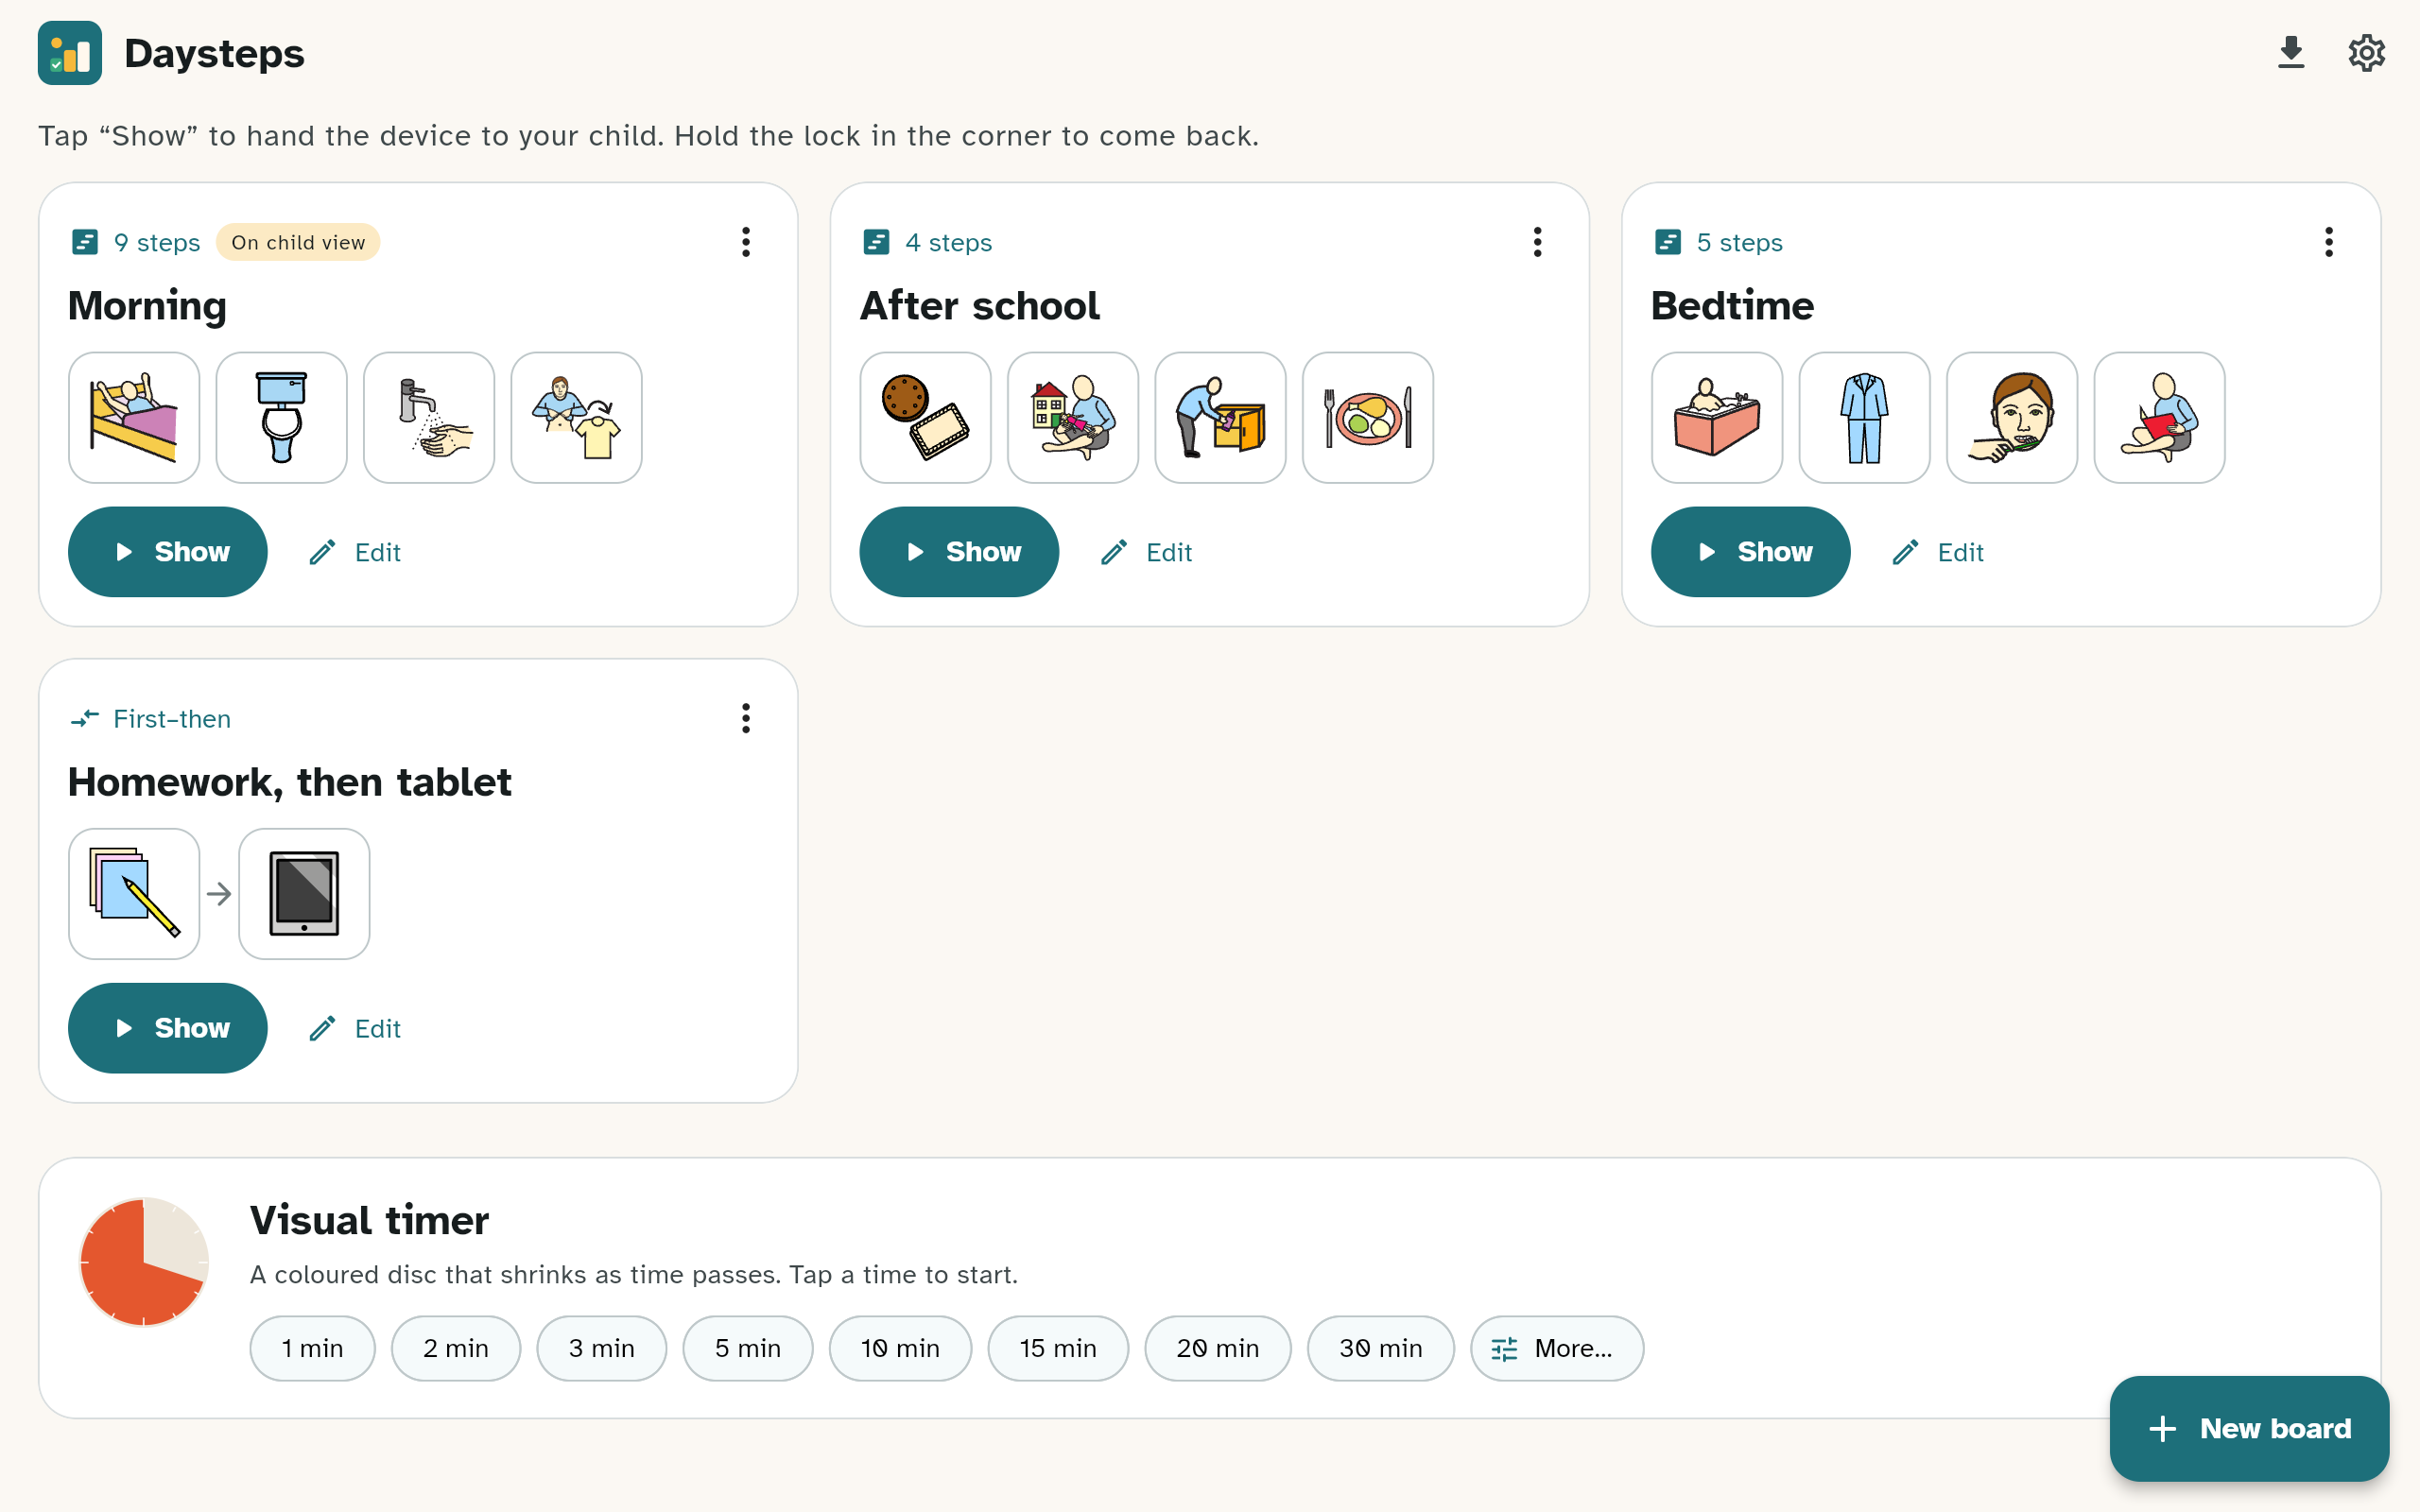 Daysteps
Tap “Show” to hand the device to your child. Hold the lock in the corner to come back.
9 steps On child view
Morning
Show Edit
4 steps
After school
Show Edit
5 steps
Bedtime
Show Edit
First–then
Homework, then tablet
Show Edit
Visual timer
A coloured disc that shrinks as time passes. Tap a time to start.
1 min 2 min 3 min 5 min 10 min 15 min 20 min 30 min More...
New board